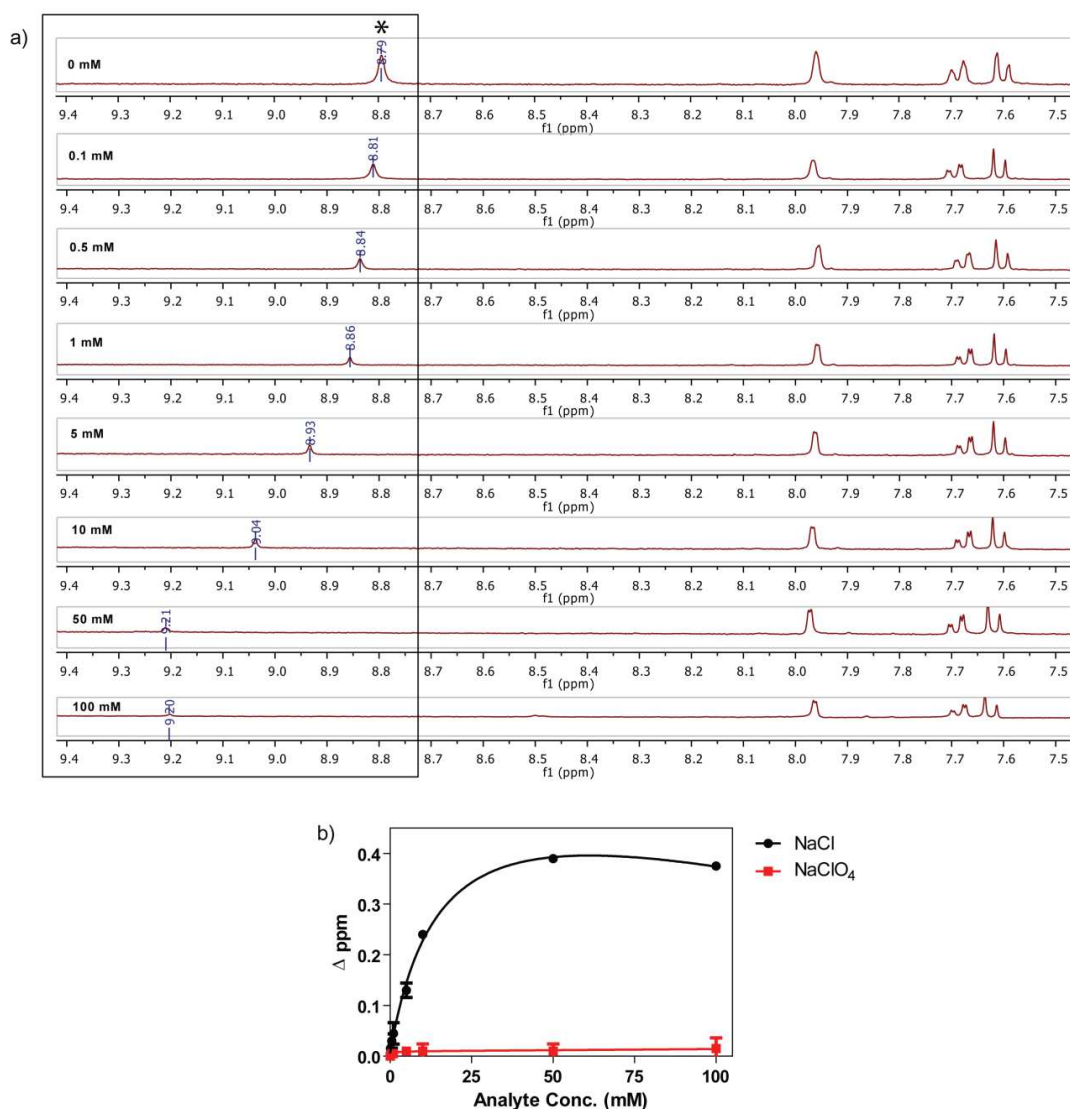 a)
*
0 mM
8.79
9.4 9.3 9.2 9.1 9.0 8.9 8.8 8.7 8.6 8.5 8.4 8.3 8.2 8.1 8.0 7.9 7.8 7.7 7.6 7.5
f1 (ppm)
0.1 mM
8.81
9.4 9.3 9.2 9.1 9.0 8.9 8.8 8.7 8.6 8.5 8.4 8.3 8.2 8.1 8.0 7.9 7.8 7.7 7.6 7.5
f1 (ppm)
0.5 mM
8.84
9.4 9.3 9.2 9.1 9.0 8.9 8.8 8.7 8.6 8.5 8.4 8.3 8.2 8.1 8.0 7.9 7.8 7.7 7.6 7.5
f1 (ppm)
1 mM
8.86
9.4 9.3 9.2 9.1 9.0 8.9 8.8 8.7 8.6 8.5 8.4 8.3 8.2 8.1 8.0 7.9 7.8 7.7 7.6 7.5
f1 (ppm)
5 mM
8.93
9.4 9.3 9.2 9.1 9.0 8.9 8.8 8.7 8.6 8.5 8.4 8.3 8.2 8.1 8.0 7.9 7.8 7.7 7.6 7.5
f1 (ppm)
10 mM
9.04
9.4 9.3 9.2 9.1 9.0 8.9 8.8 8.7 8.6 8.5 8.4 8.3 8.2 8.1 8.0 7.9 7.8 7.7 7.6 7.5
f1 (ppm)
50 mM
9.21
9.4 9.3 9.2 9.1 9.0 8.9 8.8 8.7 8.6 8.5 8.4 8.3 8.2 8.1 8.0 7.9 7.8 7.7 7.6 7.5
f1 (ppm)
100 mM
9.20
9.4 9.3 9.2 9.1 9.0 8.9 8.8 8.7 8.6 8.5 8.4 8.3 8.2 8.1 8.0 7.9 7.8 7.7 7.6 7.5
f1 (ppm)
b)
NaCl
NaClO₄
Δ ppm
0.4
0.3
0.2
0.1
0.0
0 25 50 75 100
Analyte Conc. (mM)